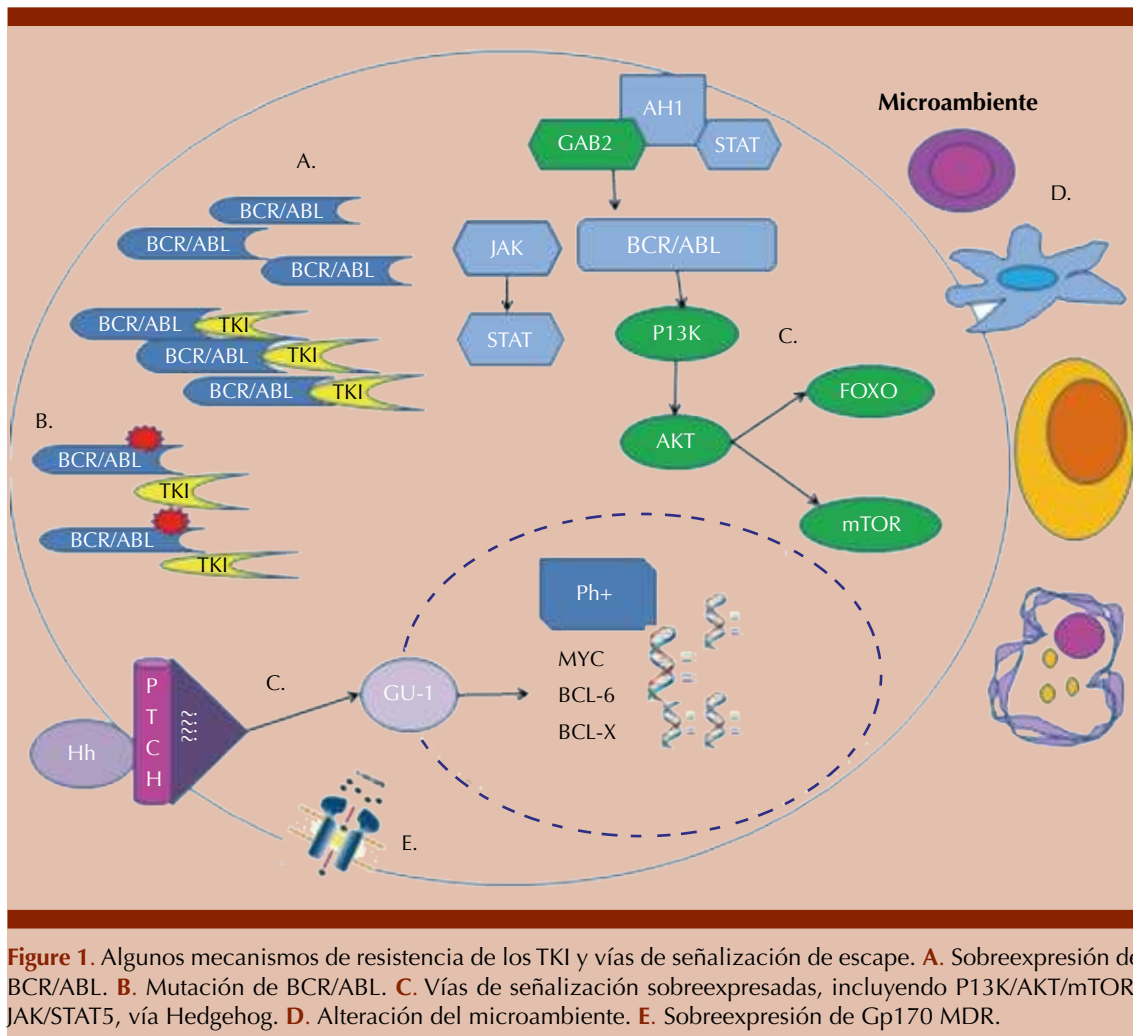 Microambiente
AH1
GAB2
STAT
A.
D.
BCR/ABL
BCR/ABL
BCR/ABL
JAK
BCR/ABL
BCR/ABL
TKI
BCR/ABL
TKI
BCR/ABL
TKI
STAT
P13K
C.
FOXO
AKT
mTOR
B.
BCR/ABL
TKI
BCR/ABL
TKI
Ph+
MYC
BCL-6
BCL-X
C.
GU-1
Hh
P
T
C
H
E.
Figure 1. Algunos mecanismos de resistencia de los TKI y vías de señalización de escape. A. Sobreexpresión de
BCR/ABL. B. Mutación de BCR/ABL. C. Vías de señalización sobreexpresadas, incluyendo P13K/AKT/mTOR
JAK/STAT5, vía Hedgehog. D. Alteración del microambiente. E. Sobreexpresión de Gp170 MDR.